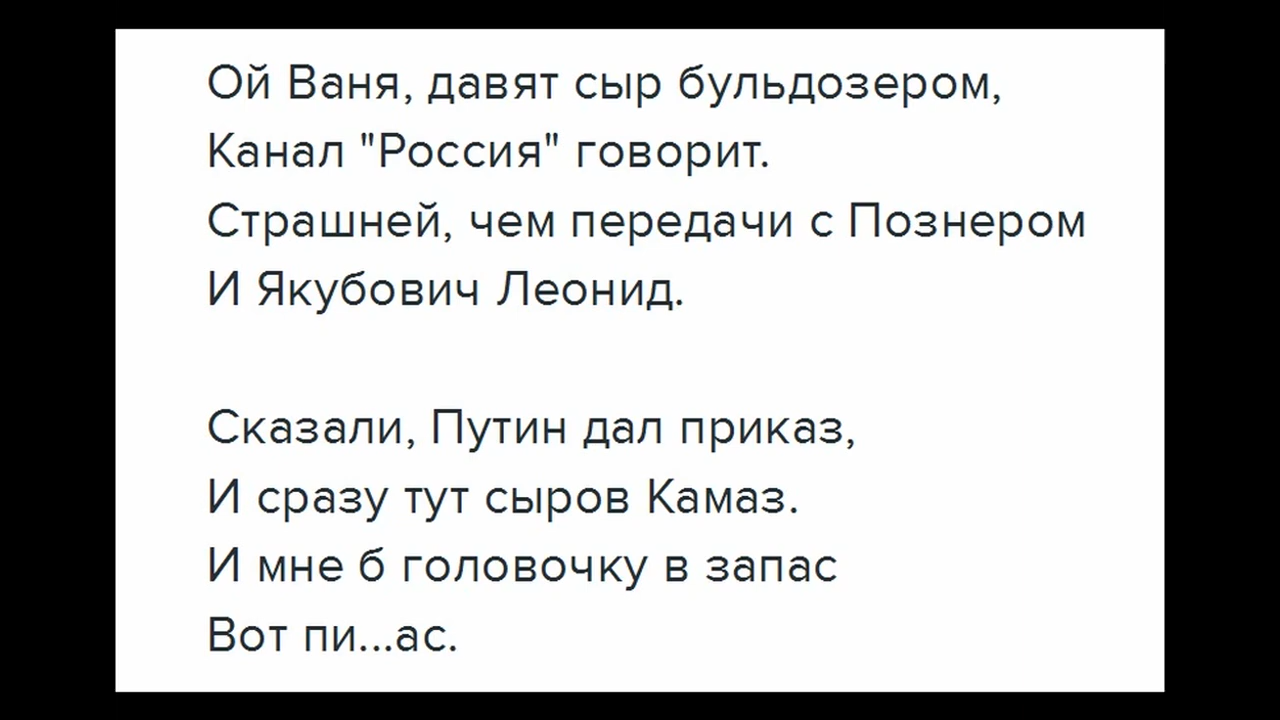 Ой Ваня, давят сыр бульдозером,
Канал "Россия" говорит.
Страшней, чем передачи с Познером
И Якубович Леонид.
Сказали, Путин дал приказ,
И сразу тут сыров Камаз.
И мне б головочку в запас
Вот пи...ас.